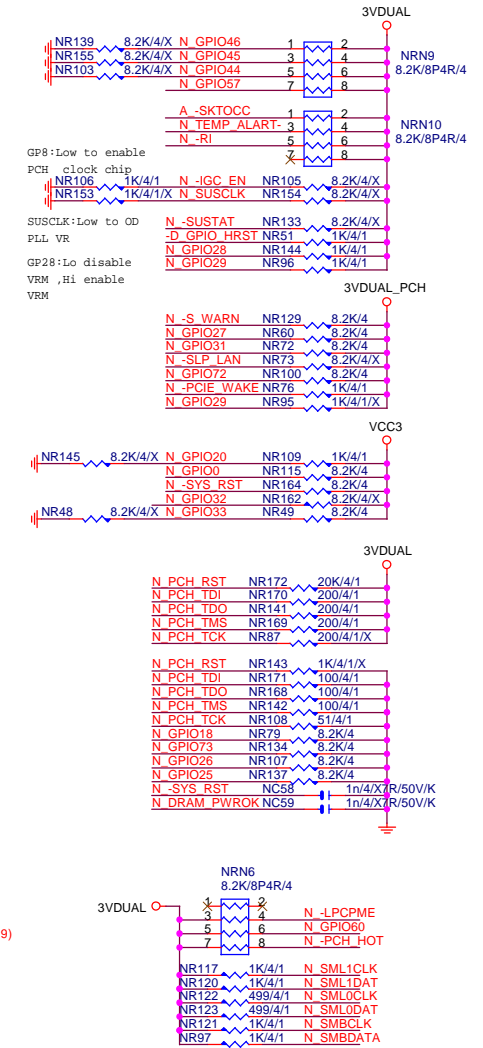 3VDUAL
NR139 8.2K/4/X N_GPIO46 1 2
NR155 8.2K/4/X N_GPIO45 3 4 NRN9
NR103 8.2K/4/X N_GPIO44 5 6 8.2K/8P4R/4
N_GPIO57 7 8
A_-SKTOCC 1 2
N_TEMP_ALART- 3 4 NRN10
N_-RI 5 6 8.2K/8P4R/4
7 8
GP8:Low to enable
PCH clock chip
NR106 1K/4/1 N_-IGC_EN NR105 8.2K/4/X
NR153 1K/4/1/X N_SUSCLK NR154 8.2K/4/X
SUSCLK:Low to OD
PLL VR
N_-SUSTAT NR133 8.2K/4/X
-D_GPIO_HRST NR51 1K/4/1
N_GPIO28 NR144 1K/4/1
N_GPIO29 NR96 1K/4/1
GP28:Lo disable
VRM ,Hi enable
VRM
3VDUAL_PCH
N_-S_WARN NR129 8.2K/4
N_GPIO27 NR60 8.2K/4
N_GPIO31 NR72 8.2K/4
N_-SLP_LAN NR73 8.2K/4/X
N_GPIO72 NR100 8.2K/4
N_-PCIE_WAKE NR76 1K/4/1
N_GPIO29 NR95 1K/4/1/X
VCC3
NR145 8.2K/4/X N_GPIO20 NR109 1K/4/1
N_GPIO0 NR115 8.2K/4
N_-SYS_RST NR164 8.2K/4
N_GPIO32 NR162 8.2K/4/X
NR48 8.2K/4/X N_GPIO33 NR49 8.2K/4
3VDUAL
N_PCH_RST NR172 20K/4/1
N_PCH_TDI NR170 200/4/1
N_PCH_TDO NR141 200/4/1
N_PCH_TMS NR169 200/4/1
N_PCH_TCK NR87 200/4/1/X
N_PCH_RST NR143 1K/4/1/X
N_PCH_TDI NR171 100/4/1
N_PCH_TDO NR168 100/4/1
N_PCH_TMS NR142 100/4/1
N_PCH_TCK NR108 51/4/1
N_GPIO18 NR79 8.2K/4
N_GPIO73 NR134 8.2K/4
N_GPIO26 NR107 8.2K/4
N_GPIO25 NR137 8.2K/4
N_-SYS_RST NC58 1n/4/X7R/50V/K
N_DRAM_PWROK NC59 1n/4/X7R/50V/K
NRN6
8.2K/8P4R/4
3VDUAL 1 2
3 4 N_-LPCPME
9) 5 6 N_GPIO60
7 8 N_-PCH_HOT
NR117 1K/4/1 N_SML1CLK
NR120 1K/4/1 N_SML1DAT
NR122 499/4/1 N_SML0CLK
NR123 499/4/1 N_SML0DAT
NR121 1K/4/1 N_SMBCLK
NR97 1K/4/1 N_SMBDATA